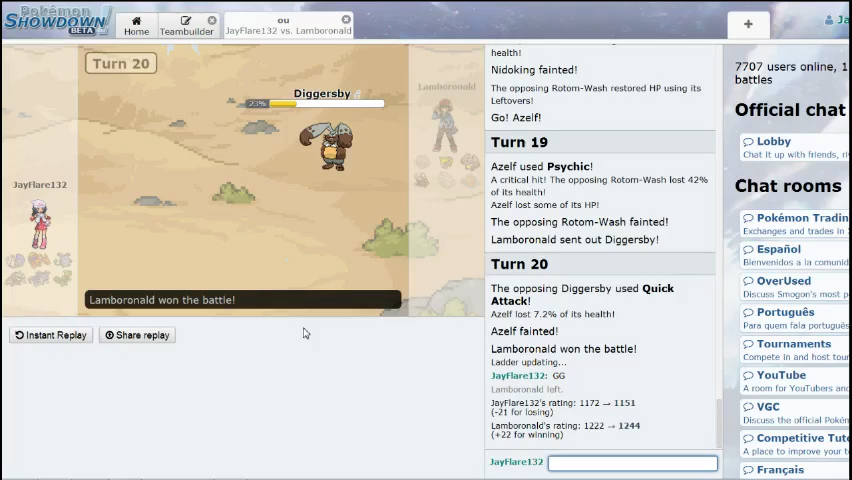 Pokémon
SHOWDOWN!
BETA
Home
Teambuilder
ou
JayFlare132 vs. Lamboronald
+
Ja
Turn 20
Diggersby
23%
Lamboronald
JayFlare132
Lamboronald won the battle!
Instant Replay
Share replay
health!
Nidoking fainted!
The opposing Rotom-Wash restored HP using its
Leftovers!
Go! Azelf!
Turn 19
Azelf used Psychic!
A critical hit! The opposing Rotom-Wash lost 42%
of its health!
Azelf lost some of its HP!
The opposing Rotom-Wash fainted!
Lamboronald sent out Diggersby!
Turn 20
The opposing Diggersby used Quick
Attack!
Azelf lost 7.2% of its health!
Azelf fainted!
Lamboronald won the battle!
Ladder updating...
JayFlare132: GG
Lamboronald left.
JayFlare132's rating: 1172 → 1151
(-21 for losing)
Lamboronald's rating: 1222 → 1244
(+22 for winning)
JayFlare132
7707 users online, 1
battles
Official chat
Lobby
Chat it up with friends, ri
Chat rooms
Pokémon Tradin
Exchanges and trades in 
Español
Bienvenidos a la comunid
OverUsed
Discuss Smogon's most p
Português
Para quem fala português
Tournaments
Compete in and host tour
YouTube
A room for YouTubers and
VGC
Discuss the official Pokém
Competitive Tuto
A place to improve your t
Français